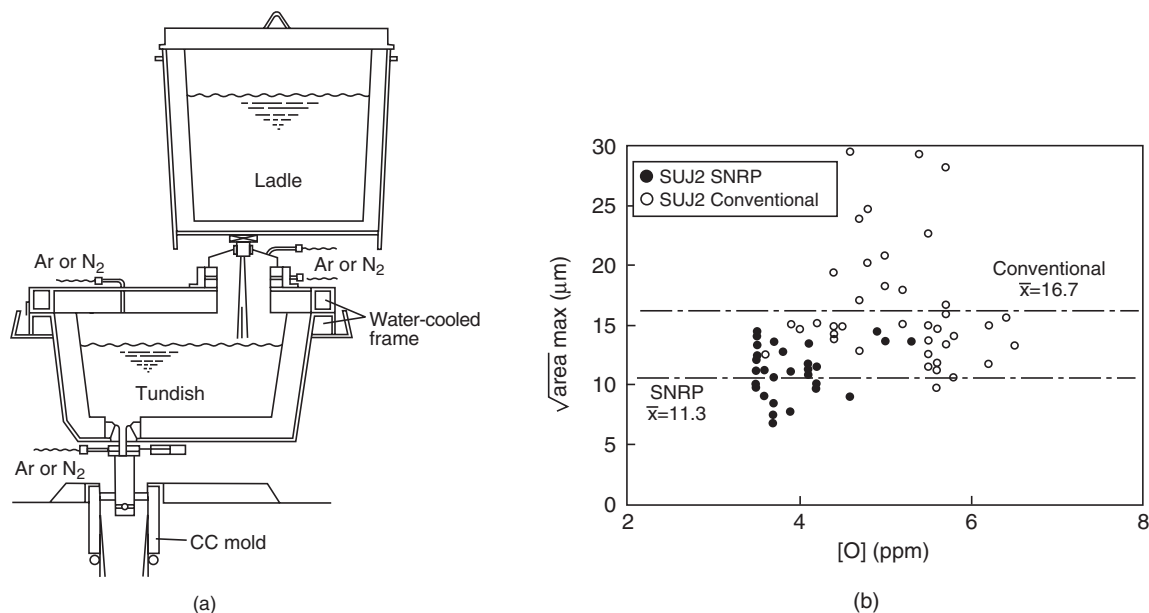 Ladle
Ar or N₂
Ar or N₂
Water-cooled
frame
Tundish
Ar or N₂
CC mold
(a)
30
25
20
15
10
5
0
2
4
6
8
√area max (μm)
[O] (ppm)
SUJ2 SNRP
SUJ2 Conventional
Conventional
x̅=16.7
SNRP
x̅=11.3
(b)